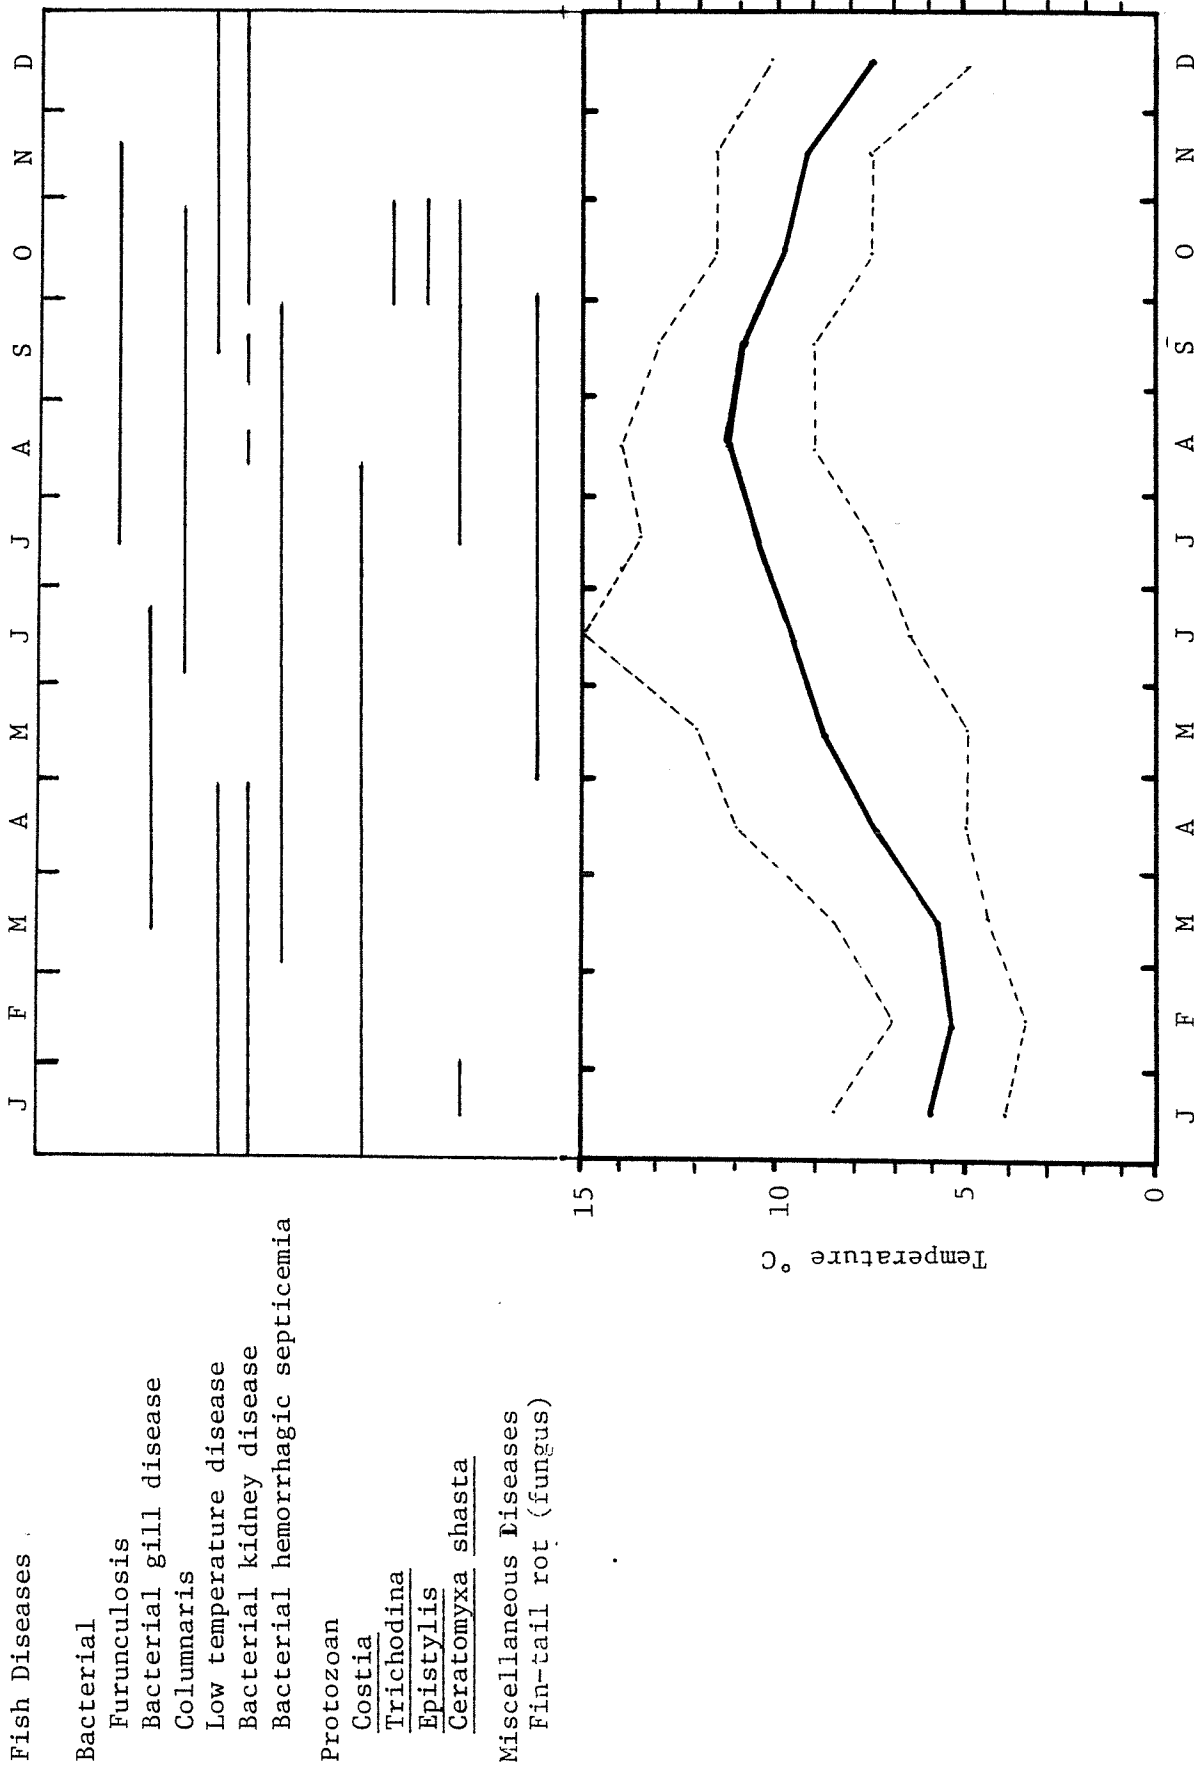 Fish Diseases
J F M A M J J A S O N D
Bacterial
Furunculosis
Bacterial gill disease
Columnaris
Low temperature disease
Bacterial kidney disease
Bacterial hemorrhagic septicemia
Protozoan
Costia
Trichodina
Epistylis
Ceratomyxa shasta
Miscellaneous Diseases
Fin-tail rot (fungus)
15
10
5
0
Temperature °C
J F M A M J J A S O N D